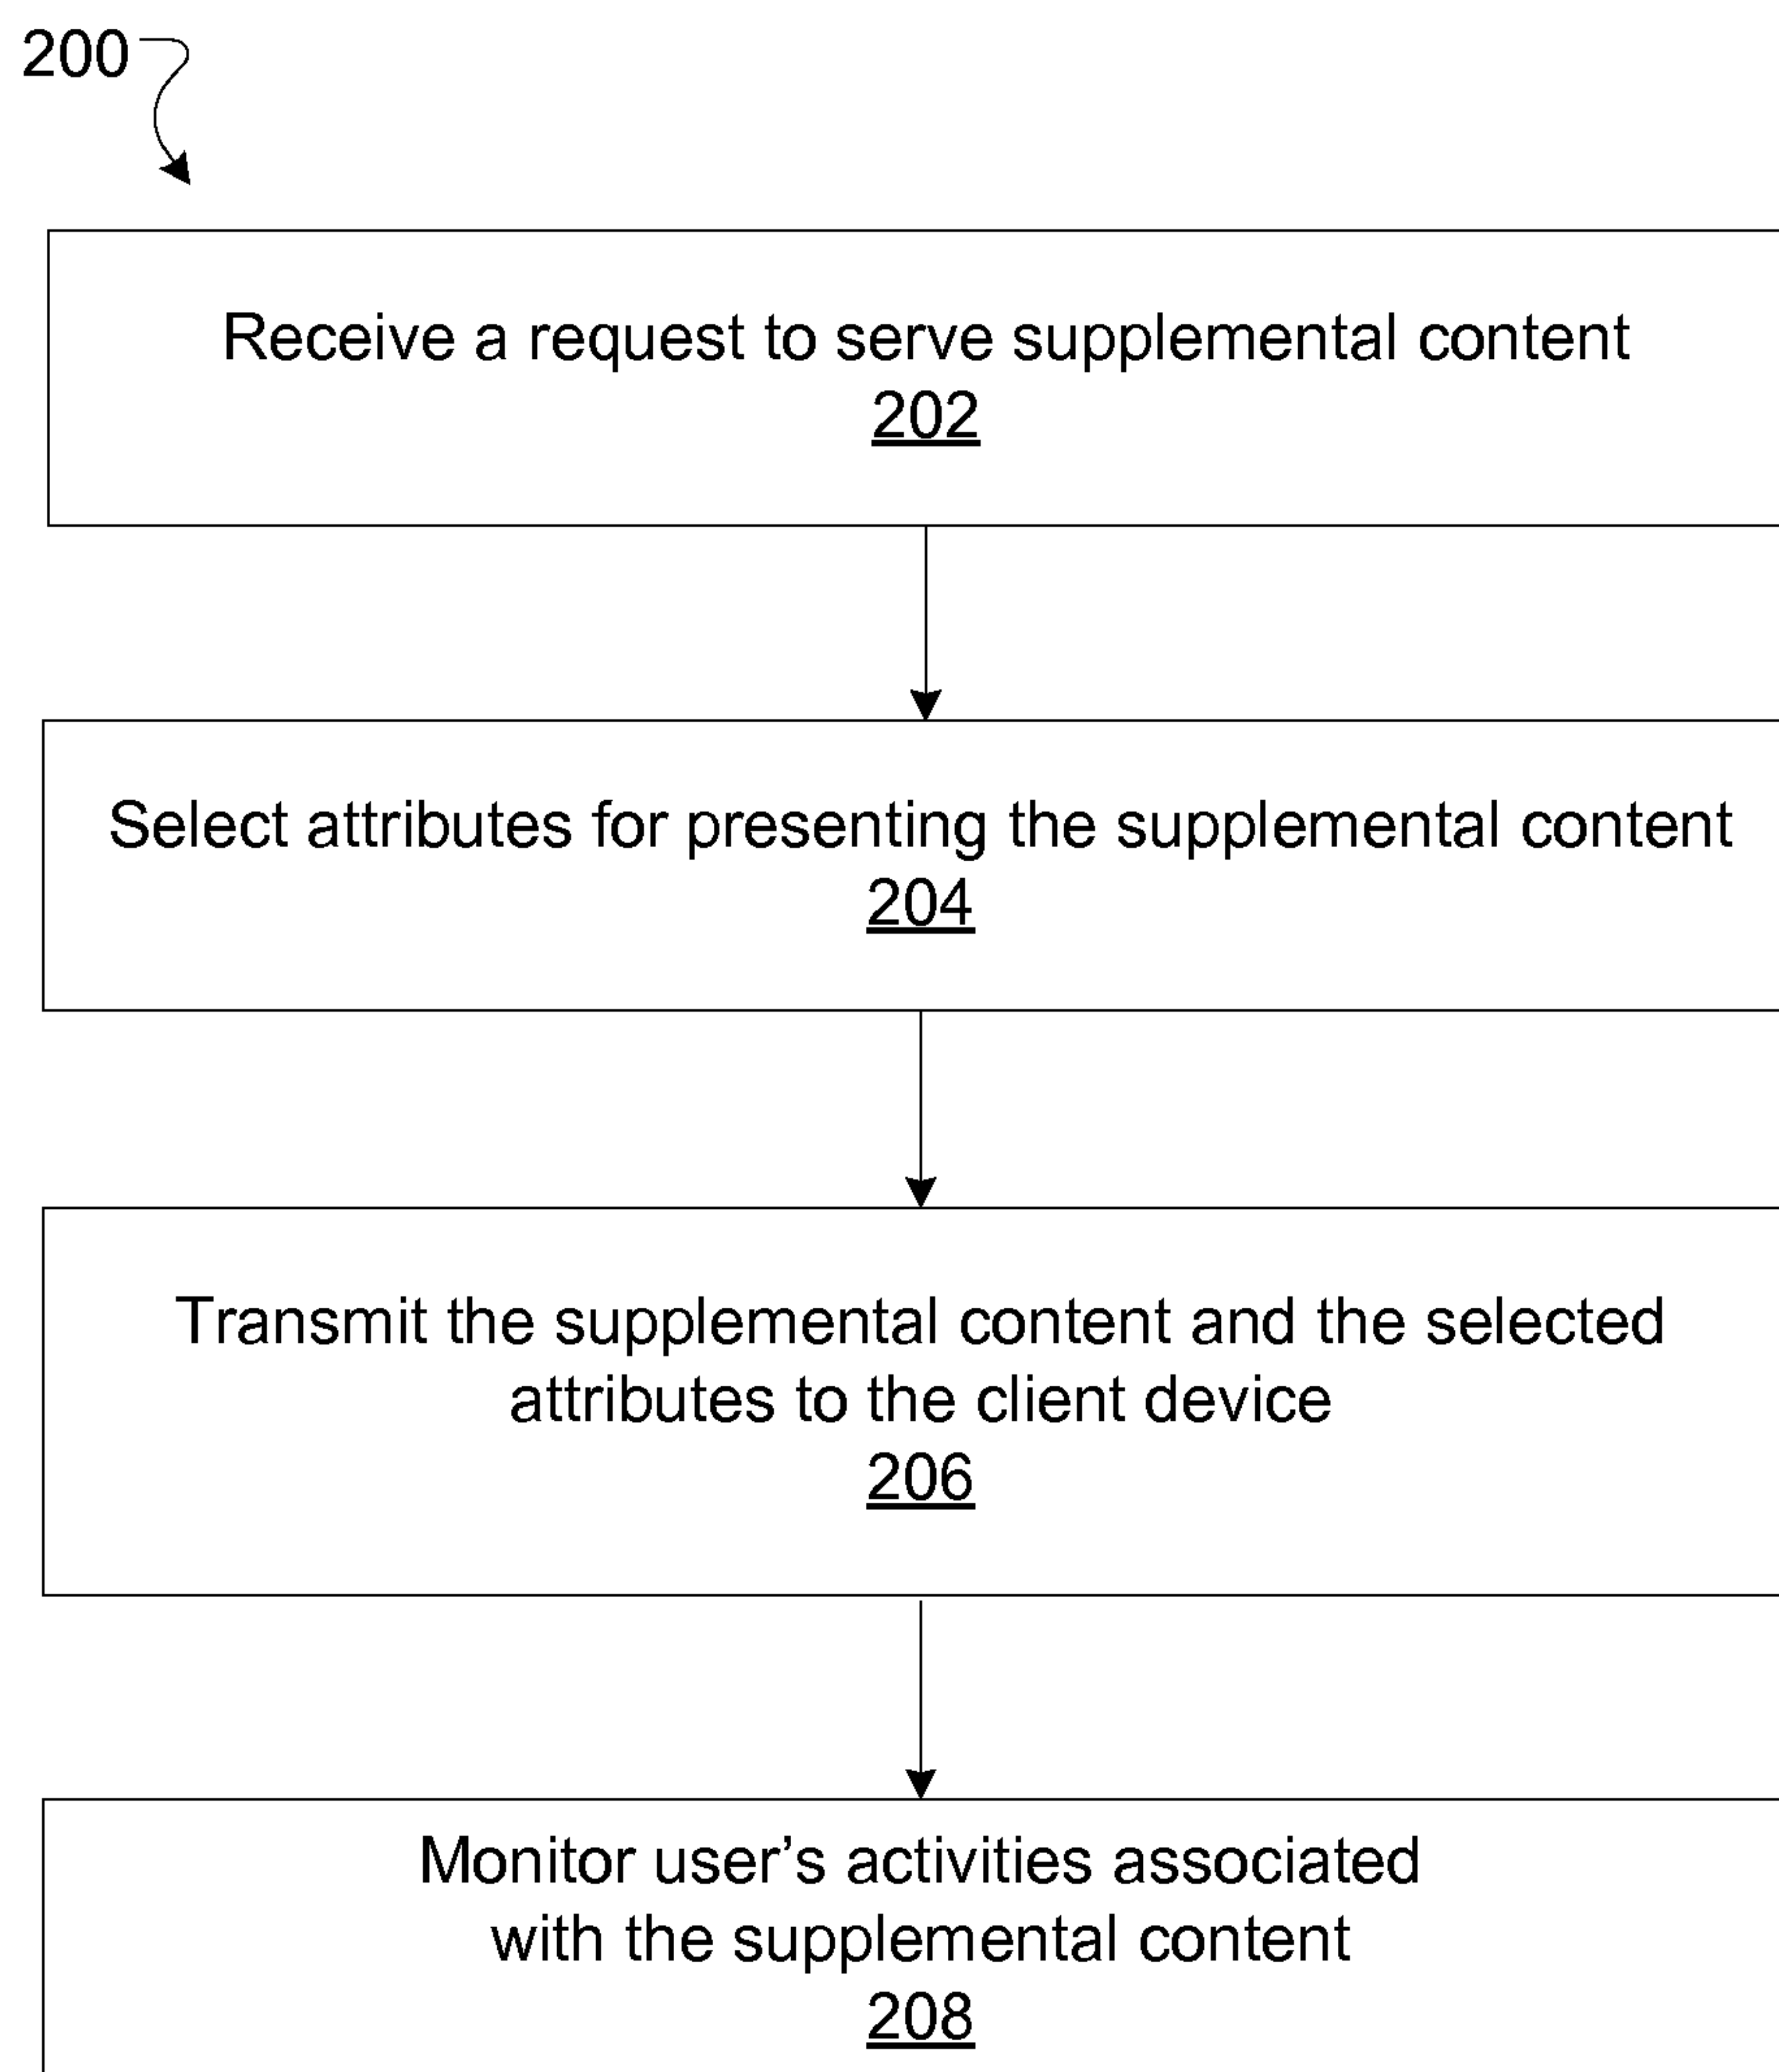 200
Receive a request to serve supplemental content
202
Select attributes for presenting the supplemental content
204
Transmit the supplemental content and the selected
attributes to the client device
206
Monitor user's activities associated
with the supplemental content
208